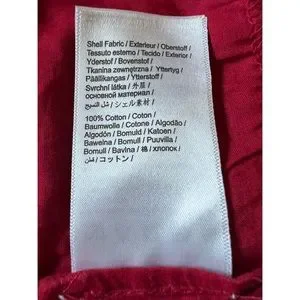 Shell Fabric / Exterieur / Oberstoff /
Tessuto esterno / Tecido / Exterior /
Yderstof / Bovenstof /
Tkanina zewnętrzna / Yttertyg /
Päällikangas / Ytterstoff /
Svrchní látka / 外层 /
основной материал /
شل النسيج / シェル素材 /
100% Cotton / Coton /
Baumwolle / Cotone / Algodão /
Algodón / Bomuld / Katoen /
Bawełna / Bomull / Puuvilla /
Bomull / Bavlna / 棉 / хлопок /
/ コットン /